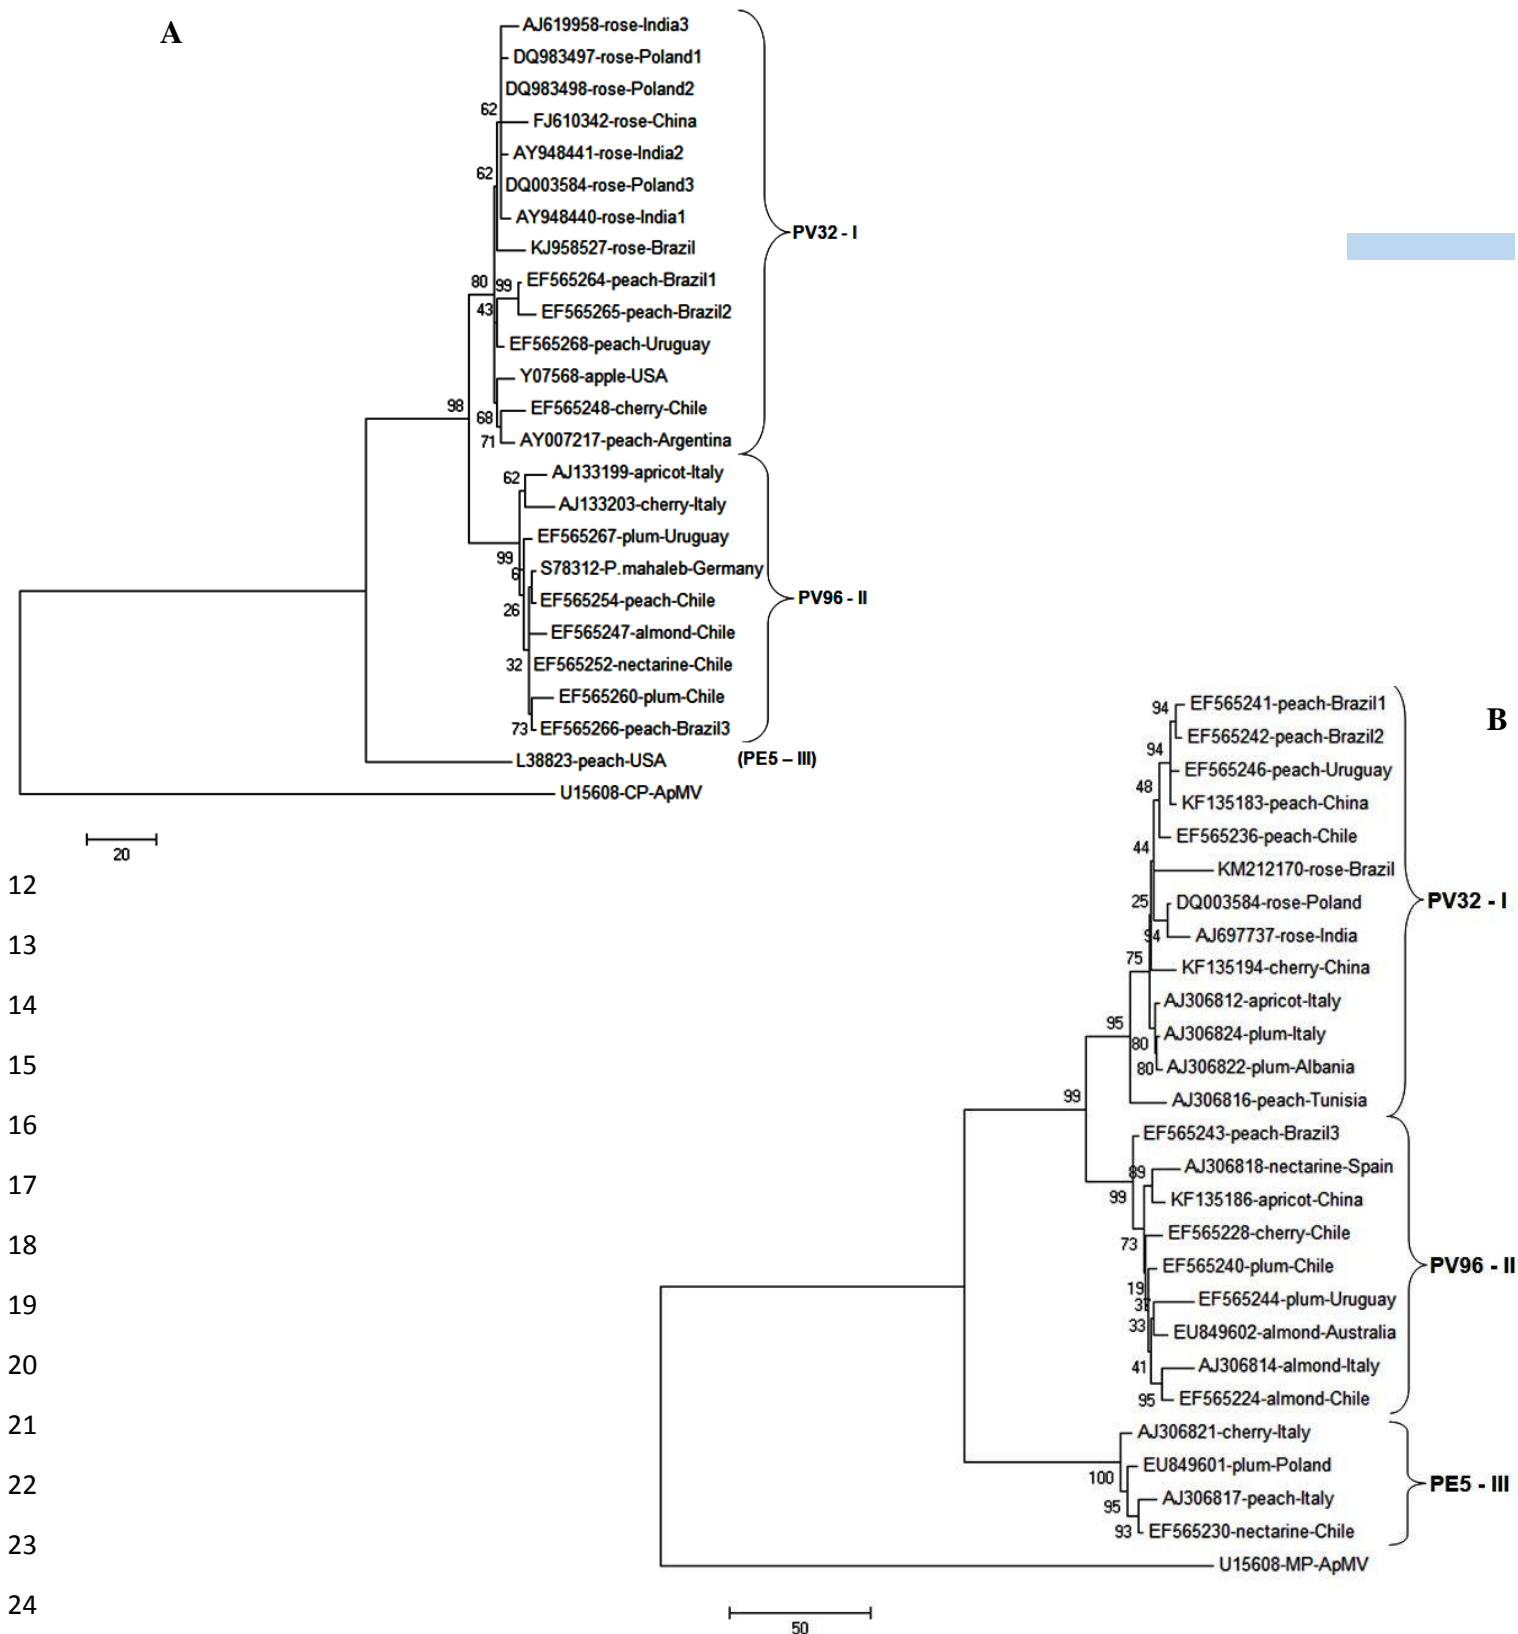 A
AJ619958-rose-India3
DQ983497-rose-Poland1
DQ983498-rose-Poland2
62
FJ610342-rose-China
AY948441-rose-India2
62
DQ003584-rose-Poland3
AY948440-rose-India1
PV32 - I
KJ958527-rose-Brazil
80
99
EF565264-peach-Brazil1
43
EF565265-peach-Brazil2
EF565268-peach-Uruguay
Y07568-apple-USA
98
68
EF565248-cherry-Chile
71
AY007217-peach-Argentina
62
AJ133199-apricot-Italy
AJ133203-cherry-Italy
EF565267-plum-Uruguay
99
6
S78312-P.mahaleb-Germany
PV96 - II
26
EF565254-peach-Chile
EF565247-almond-Chile
32
EF565252-nectarine-Chile
EF565260-plum-Chile
73
EF565266-peach-Brazil3
L38823-peach-USA
(PE5 – III)
U15608-CP-ApMV
20
B
94
EF565241-peach-Brazil1
EF565242-peach-Brazil2
94
EF565246-peach-Uruguay
48
KF135183-peach-China
EF565236-peach-Chile
44
KM212170-rose-Brazil
25
DQ003584-rose-Poland
PV32 - I
94
AJ697737-rose-India
75
KF135194-cherry-China
AJ306812-apricot-Italy
95
80
AJ306824-plum-Italy
80
AJ306822-plum-Albania
99
AJ306816-peach-Tunisia
EF565243-peach-Brazil3
89
AJ306818-nectarine-Spain
99
KF135186-apricot-China
73
EF565228-cherry-Chile
EF565240-plum-Chile
PV96 - II
19
EF565244-plum-Uruguay
33
EU849602-almond-Australia
41
AJ306814-almond-Italy
95
EF565224-almond-Chile
AJ306821-cherry-Italy
100
EU849601-plum-Poland
PE5 - III
95
AJ306817-peach-Italy
93
EF565230-nectarine-Chile
U15608-MP-ApMV
50
12
13
14
15
16
17
18
19
20
21
22
23
24